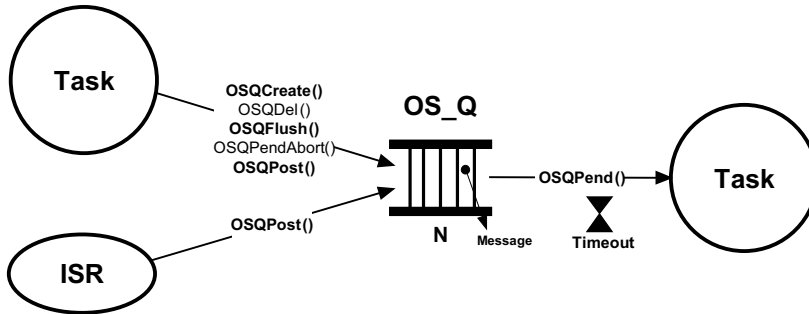 Task
OSQCreate()
OSQDel()
OSQFlush()
OSQPendAbort()
OSQPost()
OS_Q
OSQPend()
Task
OSQPost()
N
Message
Timeout
ISR